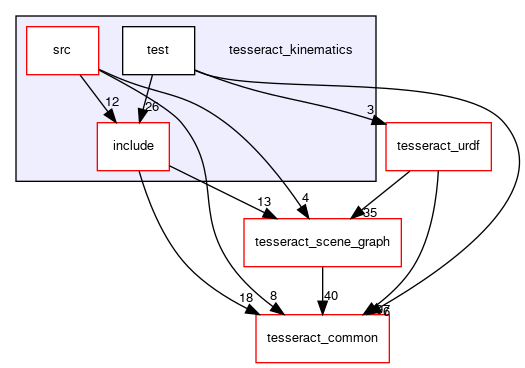 src
test
tesseract_kinematics
12
26
3
include
tesseract_urdf
13
4
35
tesseract_scene_graph
18
8
40
tesseract_common